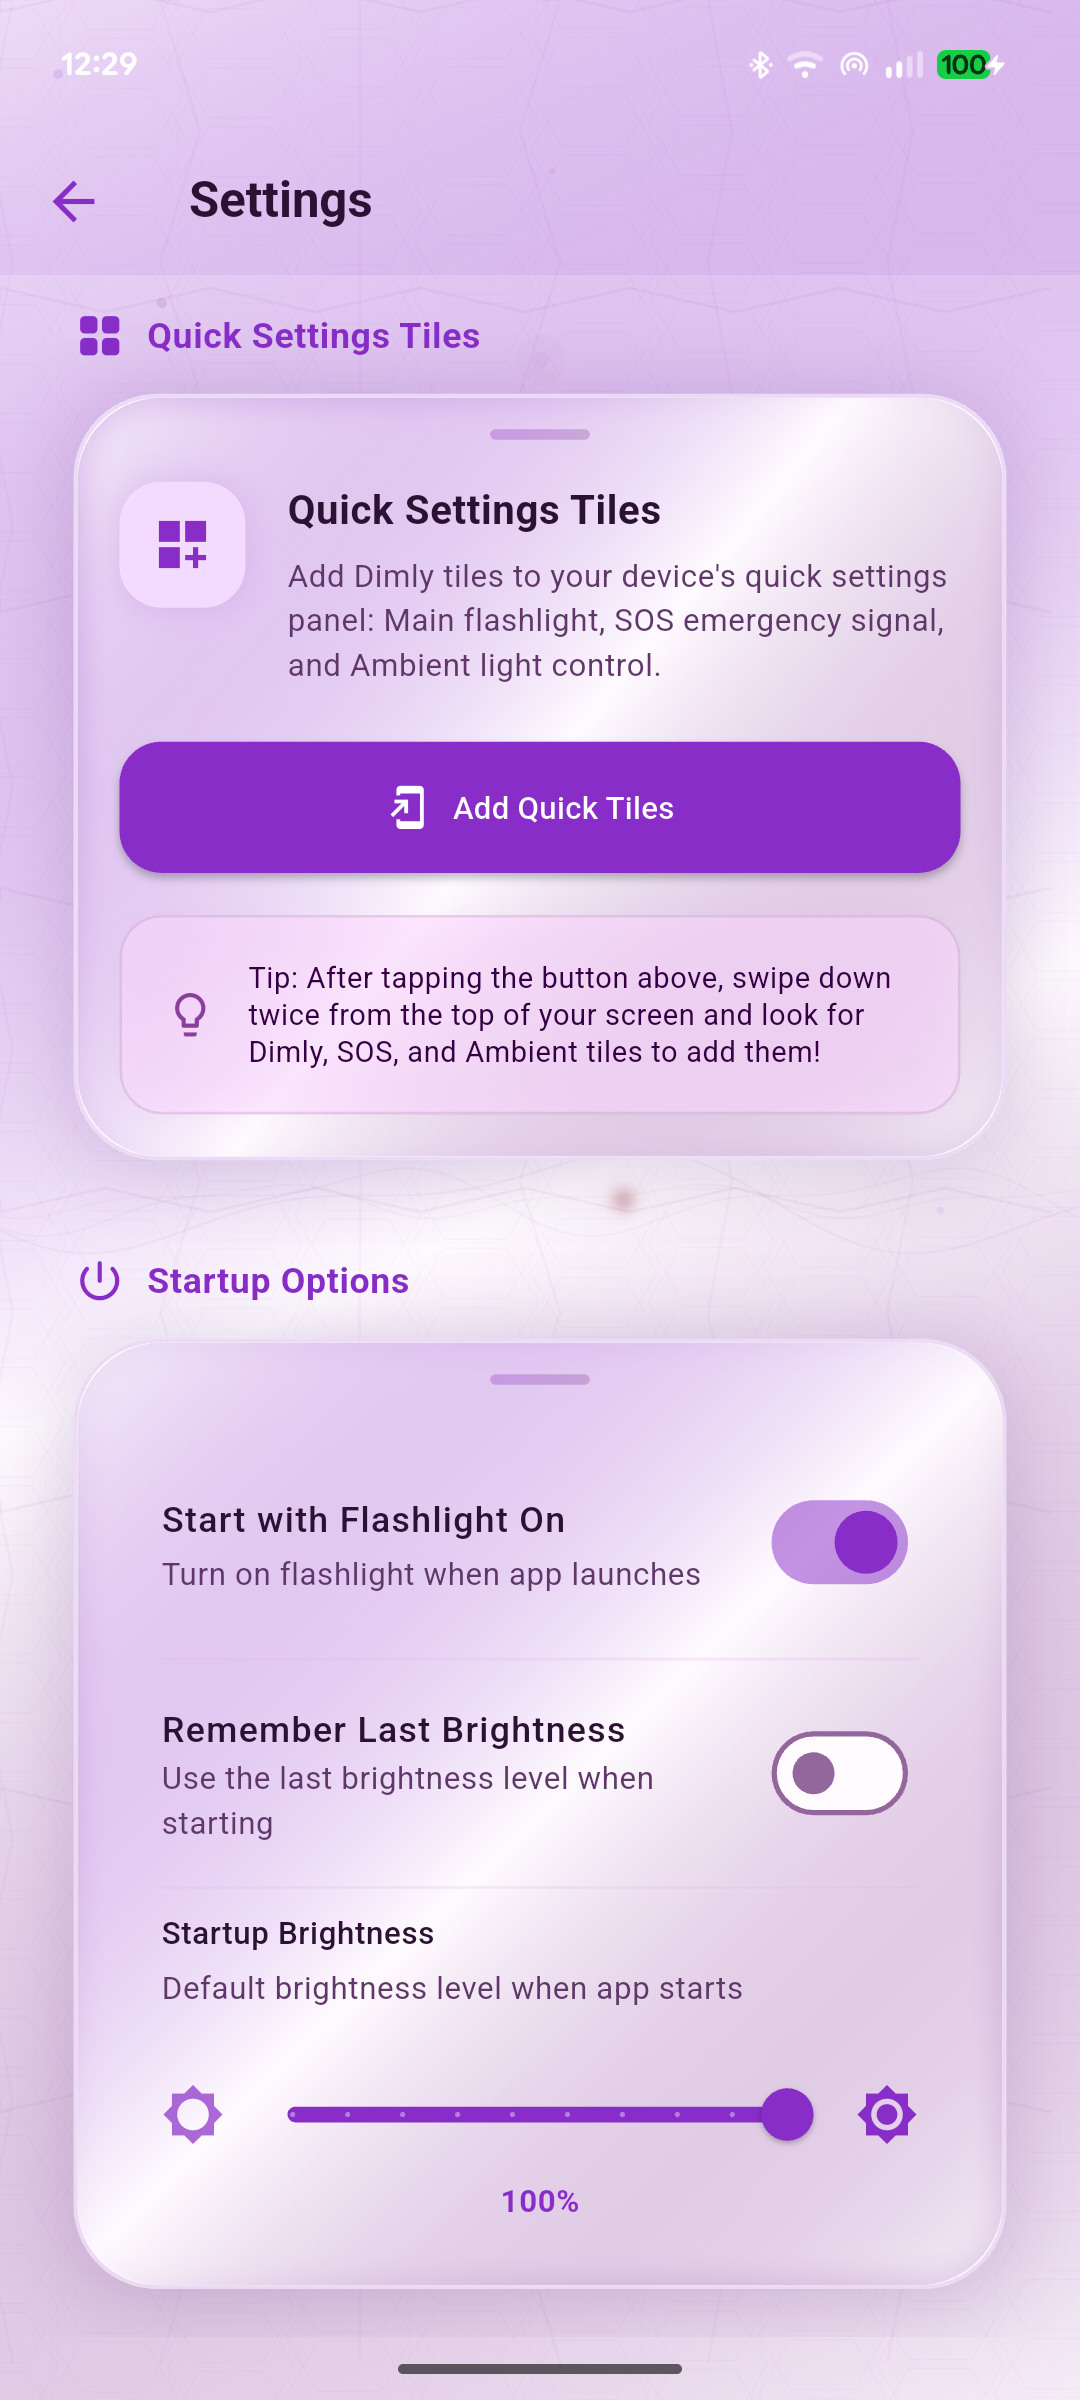 12:29
100
Settings
Quick Settings Tiles
Quick Settings Tiles
Add Dimly tiles to your device's quick settings
panel: Main flashlight, SOS emergency signal,
and Ambient light control.
Add Quick Tiles
Tip: After tapping the button above, swipe down
twice from the top of your screen and look for
Dimly, SOS, and Ambient tiles to add them!
Startup Options
Start with Flashlight On
Turn on flashlight when app launches
Remember Last Brightness
Use the last brightness level when
starting
Startup Brightness
Default brightness level when app starts
100%